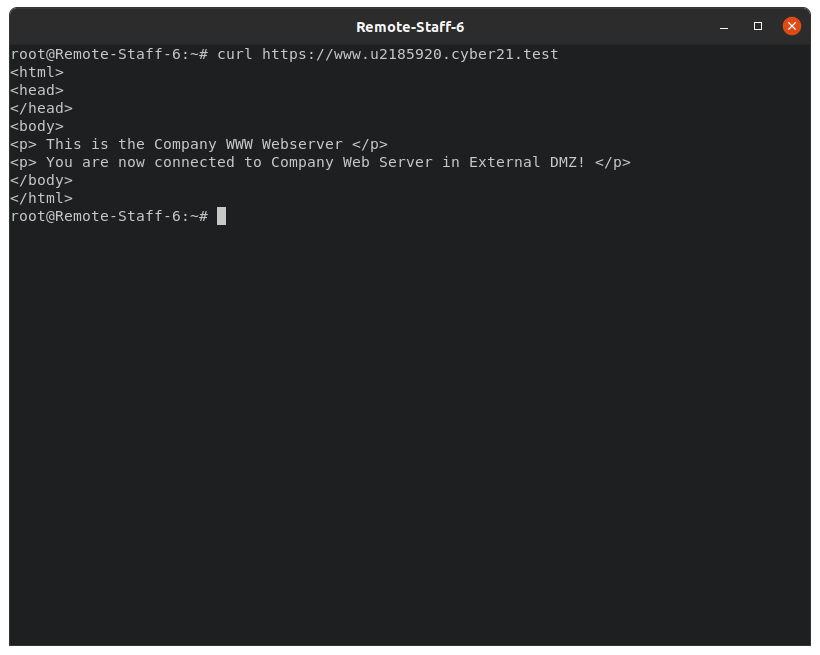 Remote-Staff-6
root@Remote-Staff-6:~# curl https://www.u2185920.cyber21.test
<html>
<head>
</head>
<body>
<p> This is the Company WWW Webserver </p>
<p> You are now connected to Company Web Server in External DMZ! </p>
</body>
</html>
root@Remote-Staff-6:~#